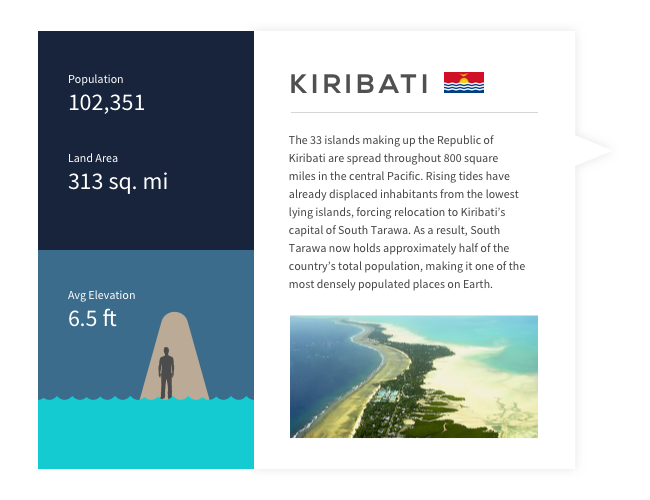 Population
102,351
Land Area
313 sq. mi
Avg Elevation
6.5 ft
KIRIBATI
The 33 islands making up the Republic of
Kiribati are spread throughout 800 square
miles in the central Pacific. Rising tides have
already displaced inhabitants from the lowest
lying islands, forcing relocation to Kiribati's
capital of South Tarawa. As a result, South
Tarawa now holds approximately half of the
country's total population, making it one of the
most densely populated places on Earth.